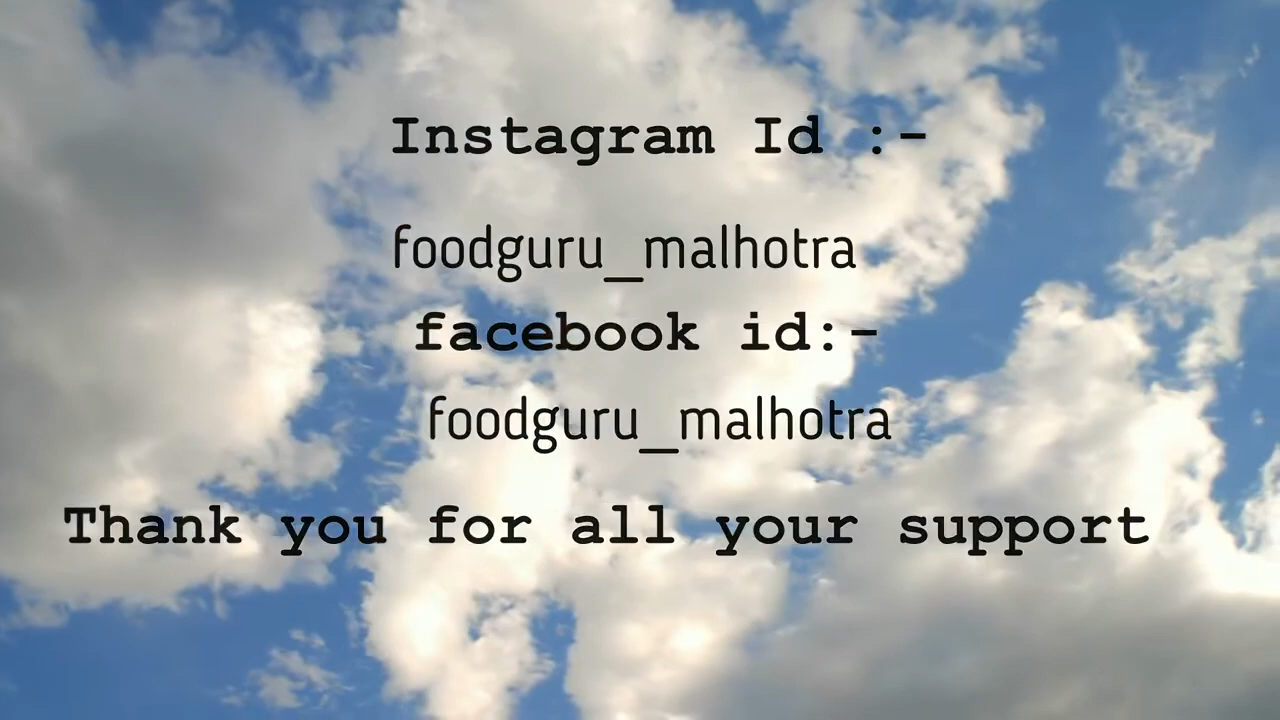 Instagram Id :-
foodguru_malhotra
facebook id:-
foodguru_malhotra
Thank you for all your support